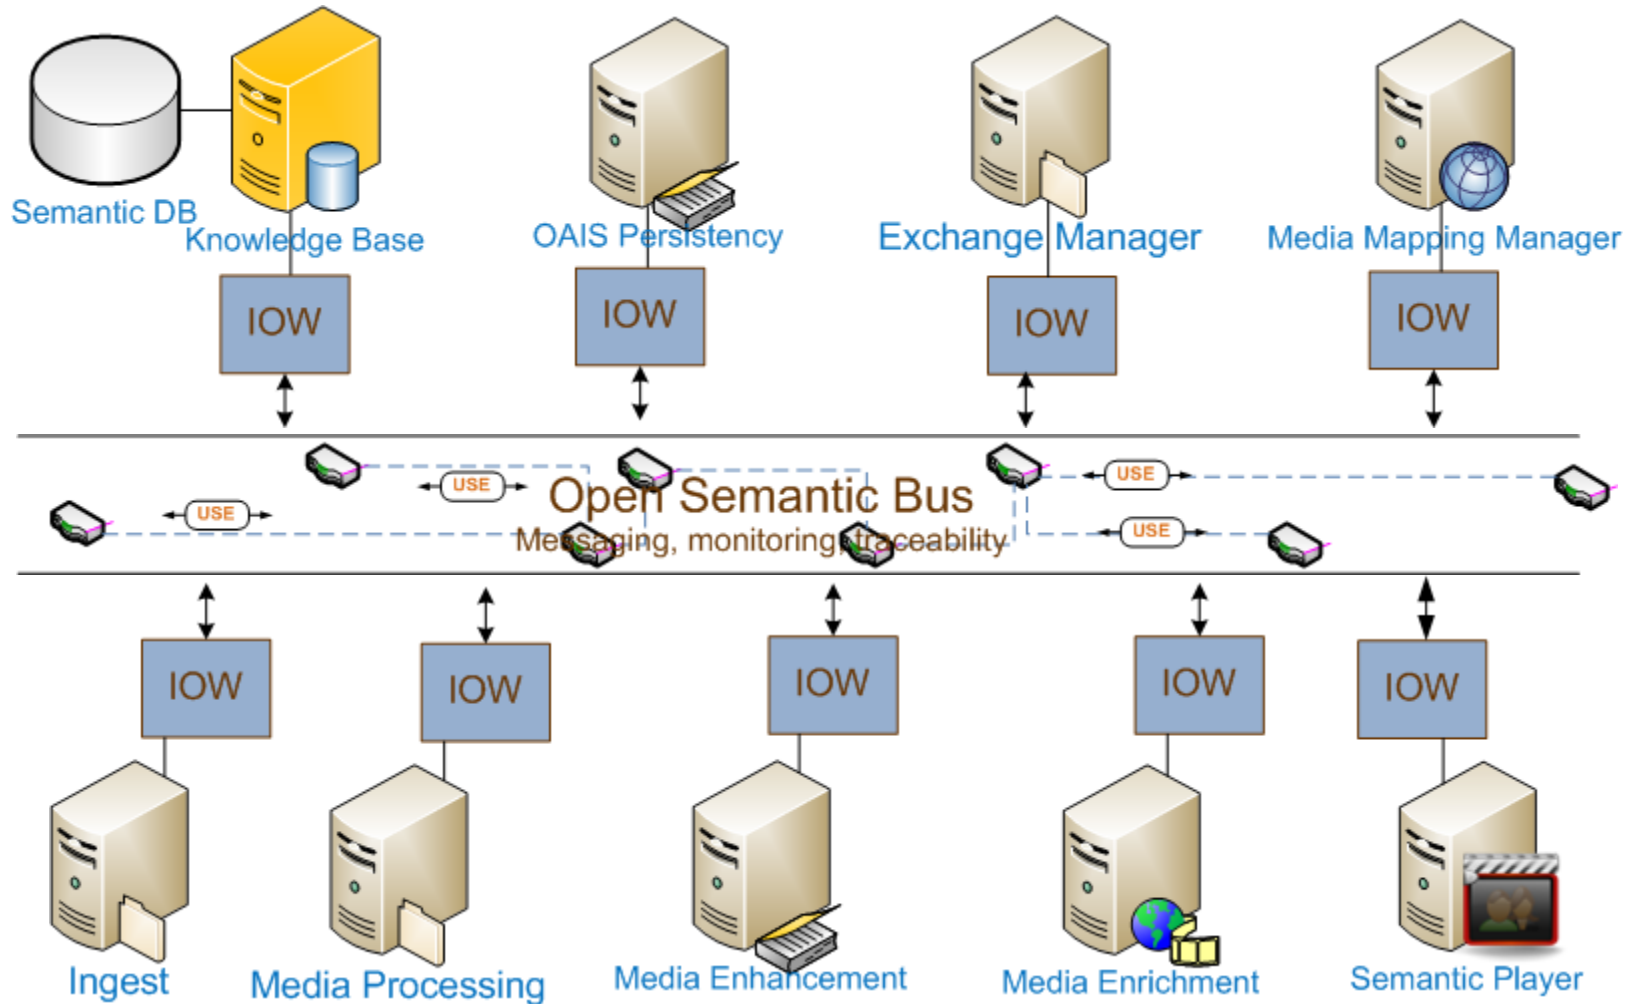 Semantic DB
Knowledge Base
OAIS Persistency
Exchange Manager
Media Mapping Manager
IOW
IOW
IOW
IOW
USE
USE
USE
USE
Open Semantic Bus
Messaging, monitoring, traceability
IOW
IOW
IOW
IOW
IOW
Ingest
Media Processing
Media Enhancement
Media Enrichment
Semantic Player